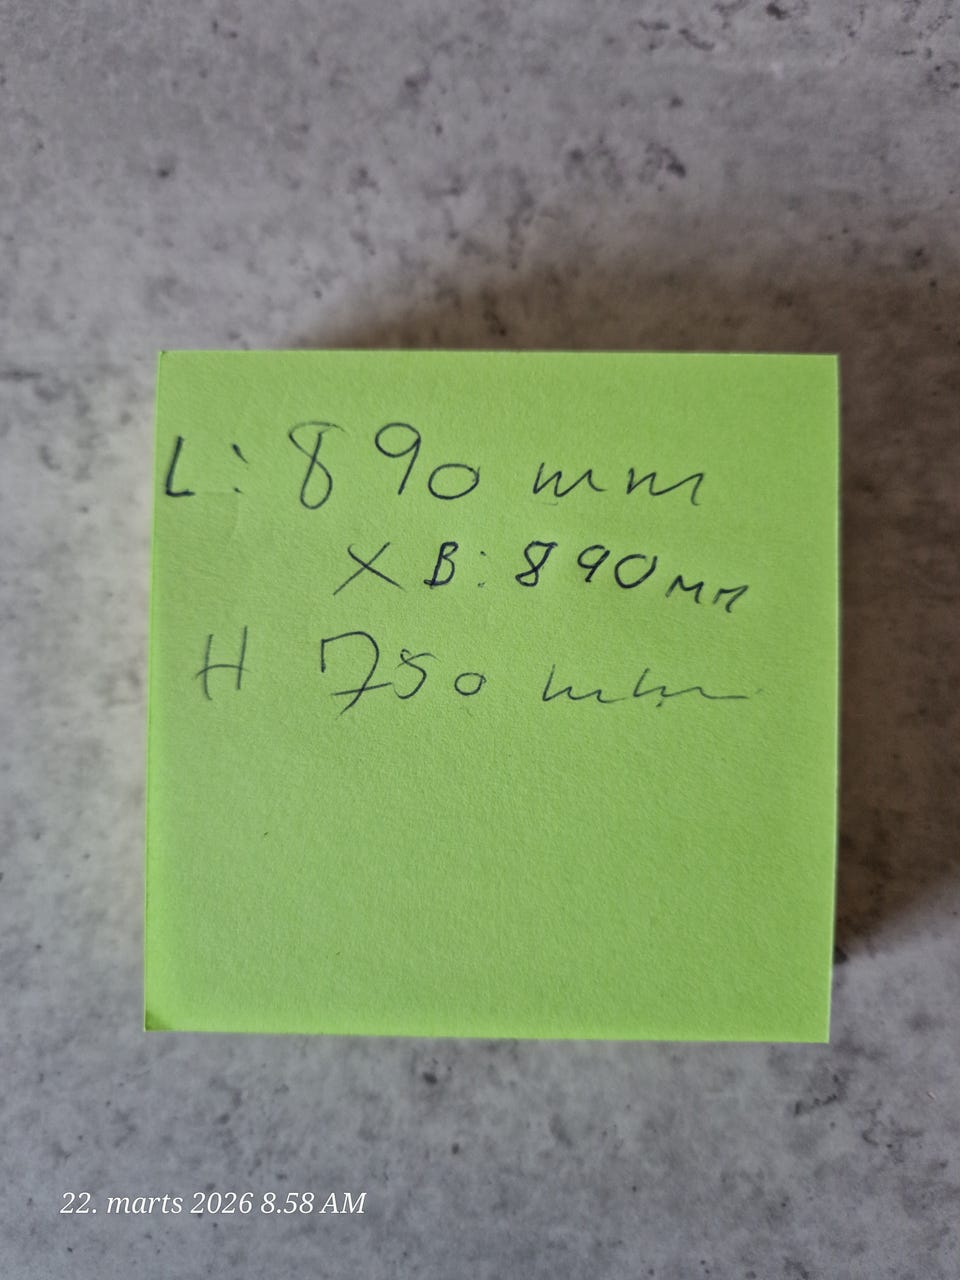 L: 890 mm
X B: 890 mm
H 750 mm
22. marts 2026 8.58 AM